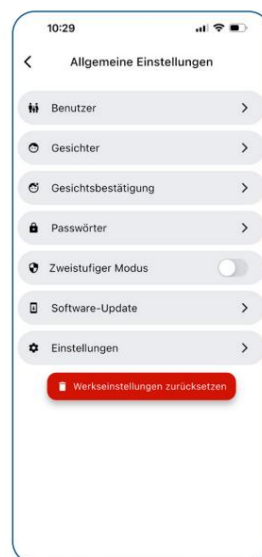 10:29
Allgemeine Einstellungen
Benutzer
Gesichter
Gesichtsbestätigung
Passwörter
Zweistufiger Modus
Software-Update
Einstellungen
Werkseinstellungen zurücksetzen